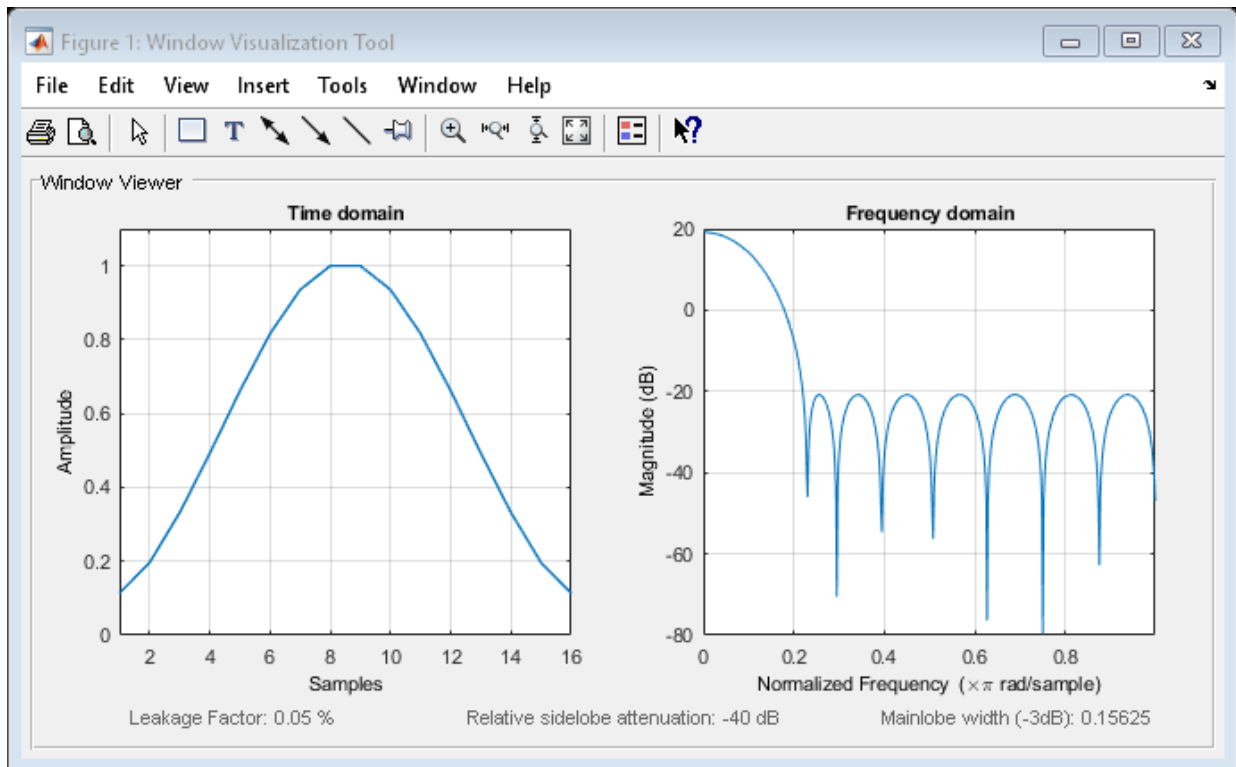 Figure 1: Window Visualization Tool
File Edit View Insert Tools Window Help
T
?
Window Viewer
Time domain
1
0.8
0.6
0.4
0.2
0
Amplitude
2 4 6 8 10 12 14 16
Samples
Frequency domain
20
0
-20
-40
-60
-80
Magnitude (dB)
0 0.2 0.4 0.6 0.8
Normalized Frequency (×π rad/sample)
Leakage Factor: 0.05 %
Relative sidelobe attenuation: -40 dB
Mainlobe width (-3dB): 0.15625